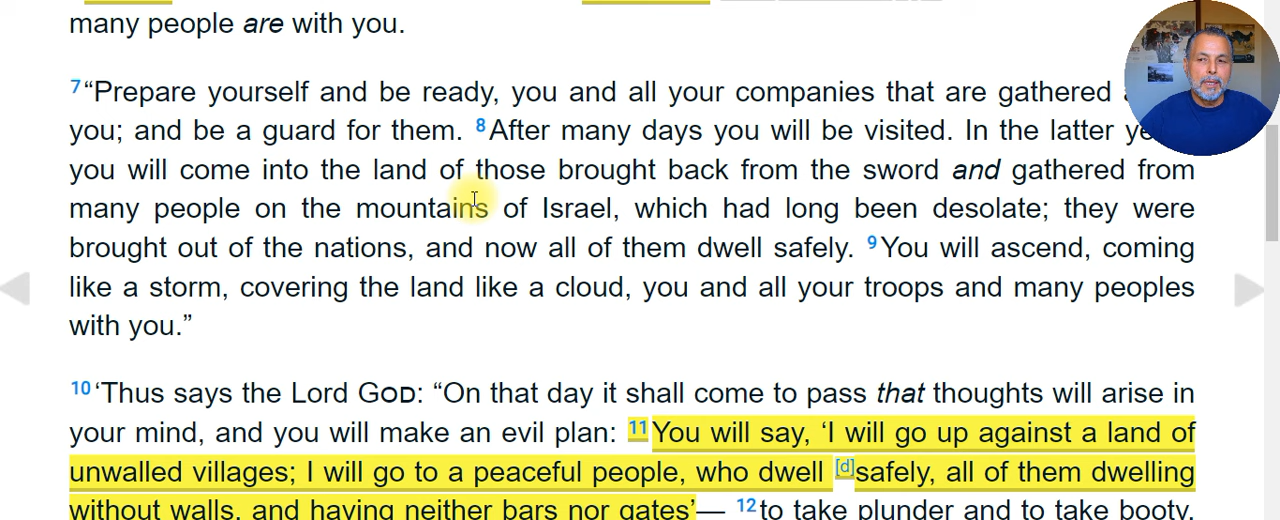 many people are with you.
7“Prepare yourself and be ready, you and all your companies that are gathered
you; and be a guard for them. 8After many days you will be visited. In the latter
you will come into the land of those brought back from the sword and gathered from
many people on the mountains of Israel, which had long been desolate; they were
brought out of the nations, and now all of them dwell safely. 9You will ascend, coming
like a storm, covering the land like a cloud, you and all your troops and many peoples
with you.”
10‘Thus says the Lord GOD: “On that day it shall come to pass that thoughts will arise in
your mind, and you will make an evil plan: 11You will say, ‘I will go up against a land of
unwalled villages; I will go to a peaceful people, who dwell [d]safely, all of them dwelling
without walls, and having neither bars nor gates’— 12to take plunder and to take booty,